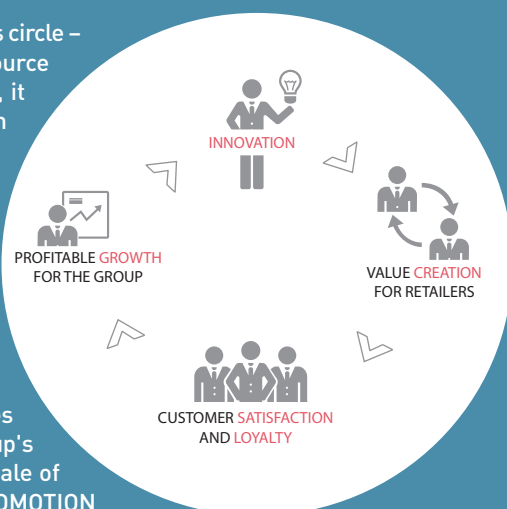 s circle –
ource
, it
n
INNOVATION
PROFITABLE GROWTH
FOR THE GROUP
VALUE CREATION
FOR RETAILERS
CUSTOMER SATISFACTION
AND LOYALTY
es
up's
ale of
OMOTION